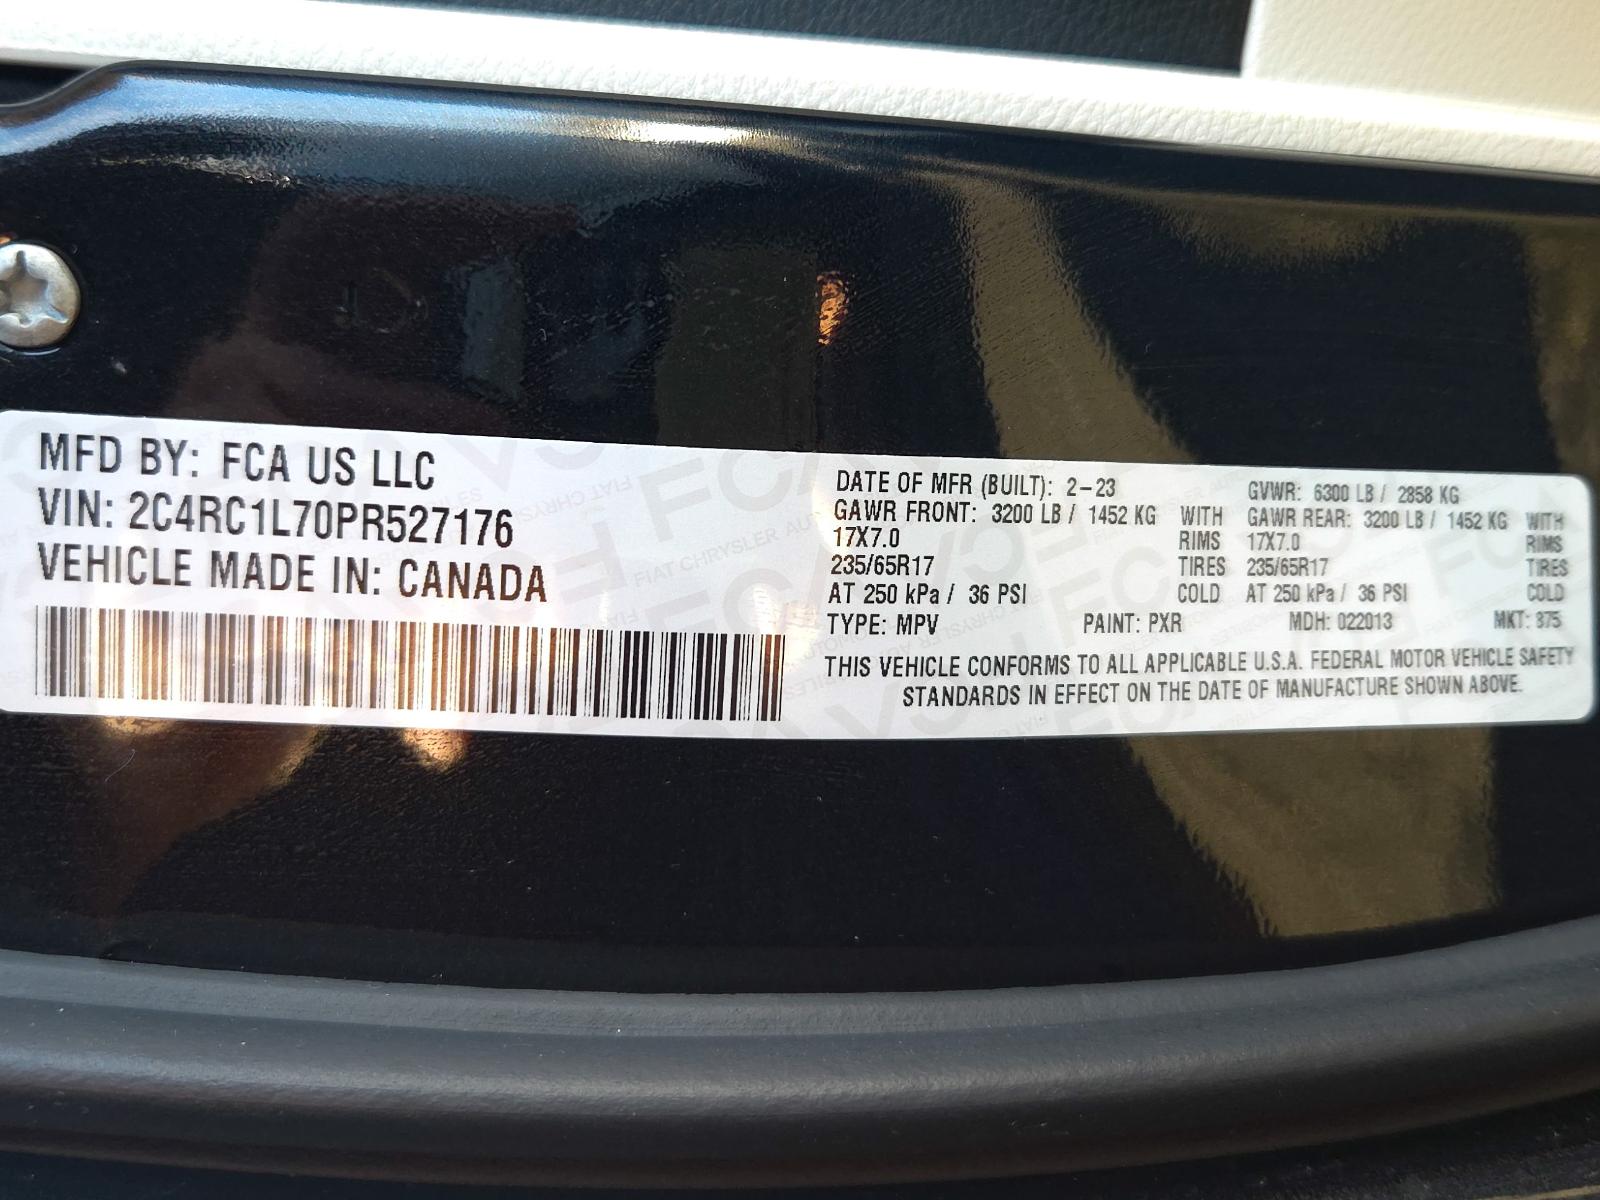 MFD BY: FCA US LLC
VIN: 2C4RC1L70PR527176
VEHICLE MADE IN: CANADA
DATE OF MFR (BUILT): 2-23 GVWR: 6300 LB / 2858 KG
GAWR FRONT: 3200 LB / 1452 KG WITH GAWR REAR: 3200 LB / 1452 KG WITH
17X7.0 RIMS 17X7.0 RIMS
235/65R17 TIRES 235/65R17 TIRES
AT 250 kPa / 36 PSI COLD AT 250 kPa / 36 PSI COLD
TYPE: MPV PAINT: PXR MDH: 022013 MKT:
THIS VEHICLE CONFORMS TO ALL APPLICABLE U.S.A. FEDERAL MOTOR VEHICLE SAFETY
STANDARDS IN EFFECT ON THE DATE OF MANUFACTURE SHOWN ABOVE.